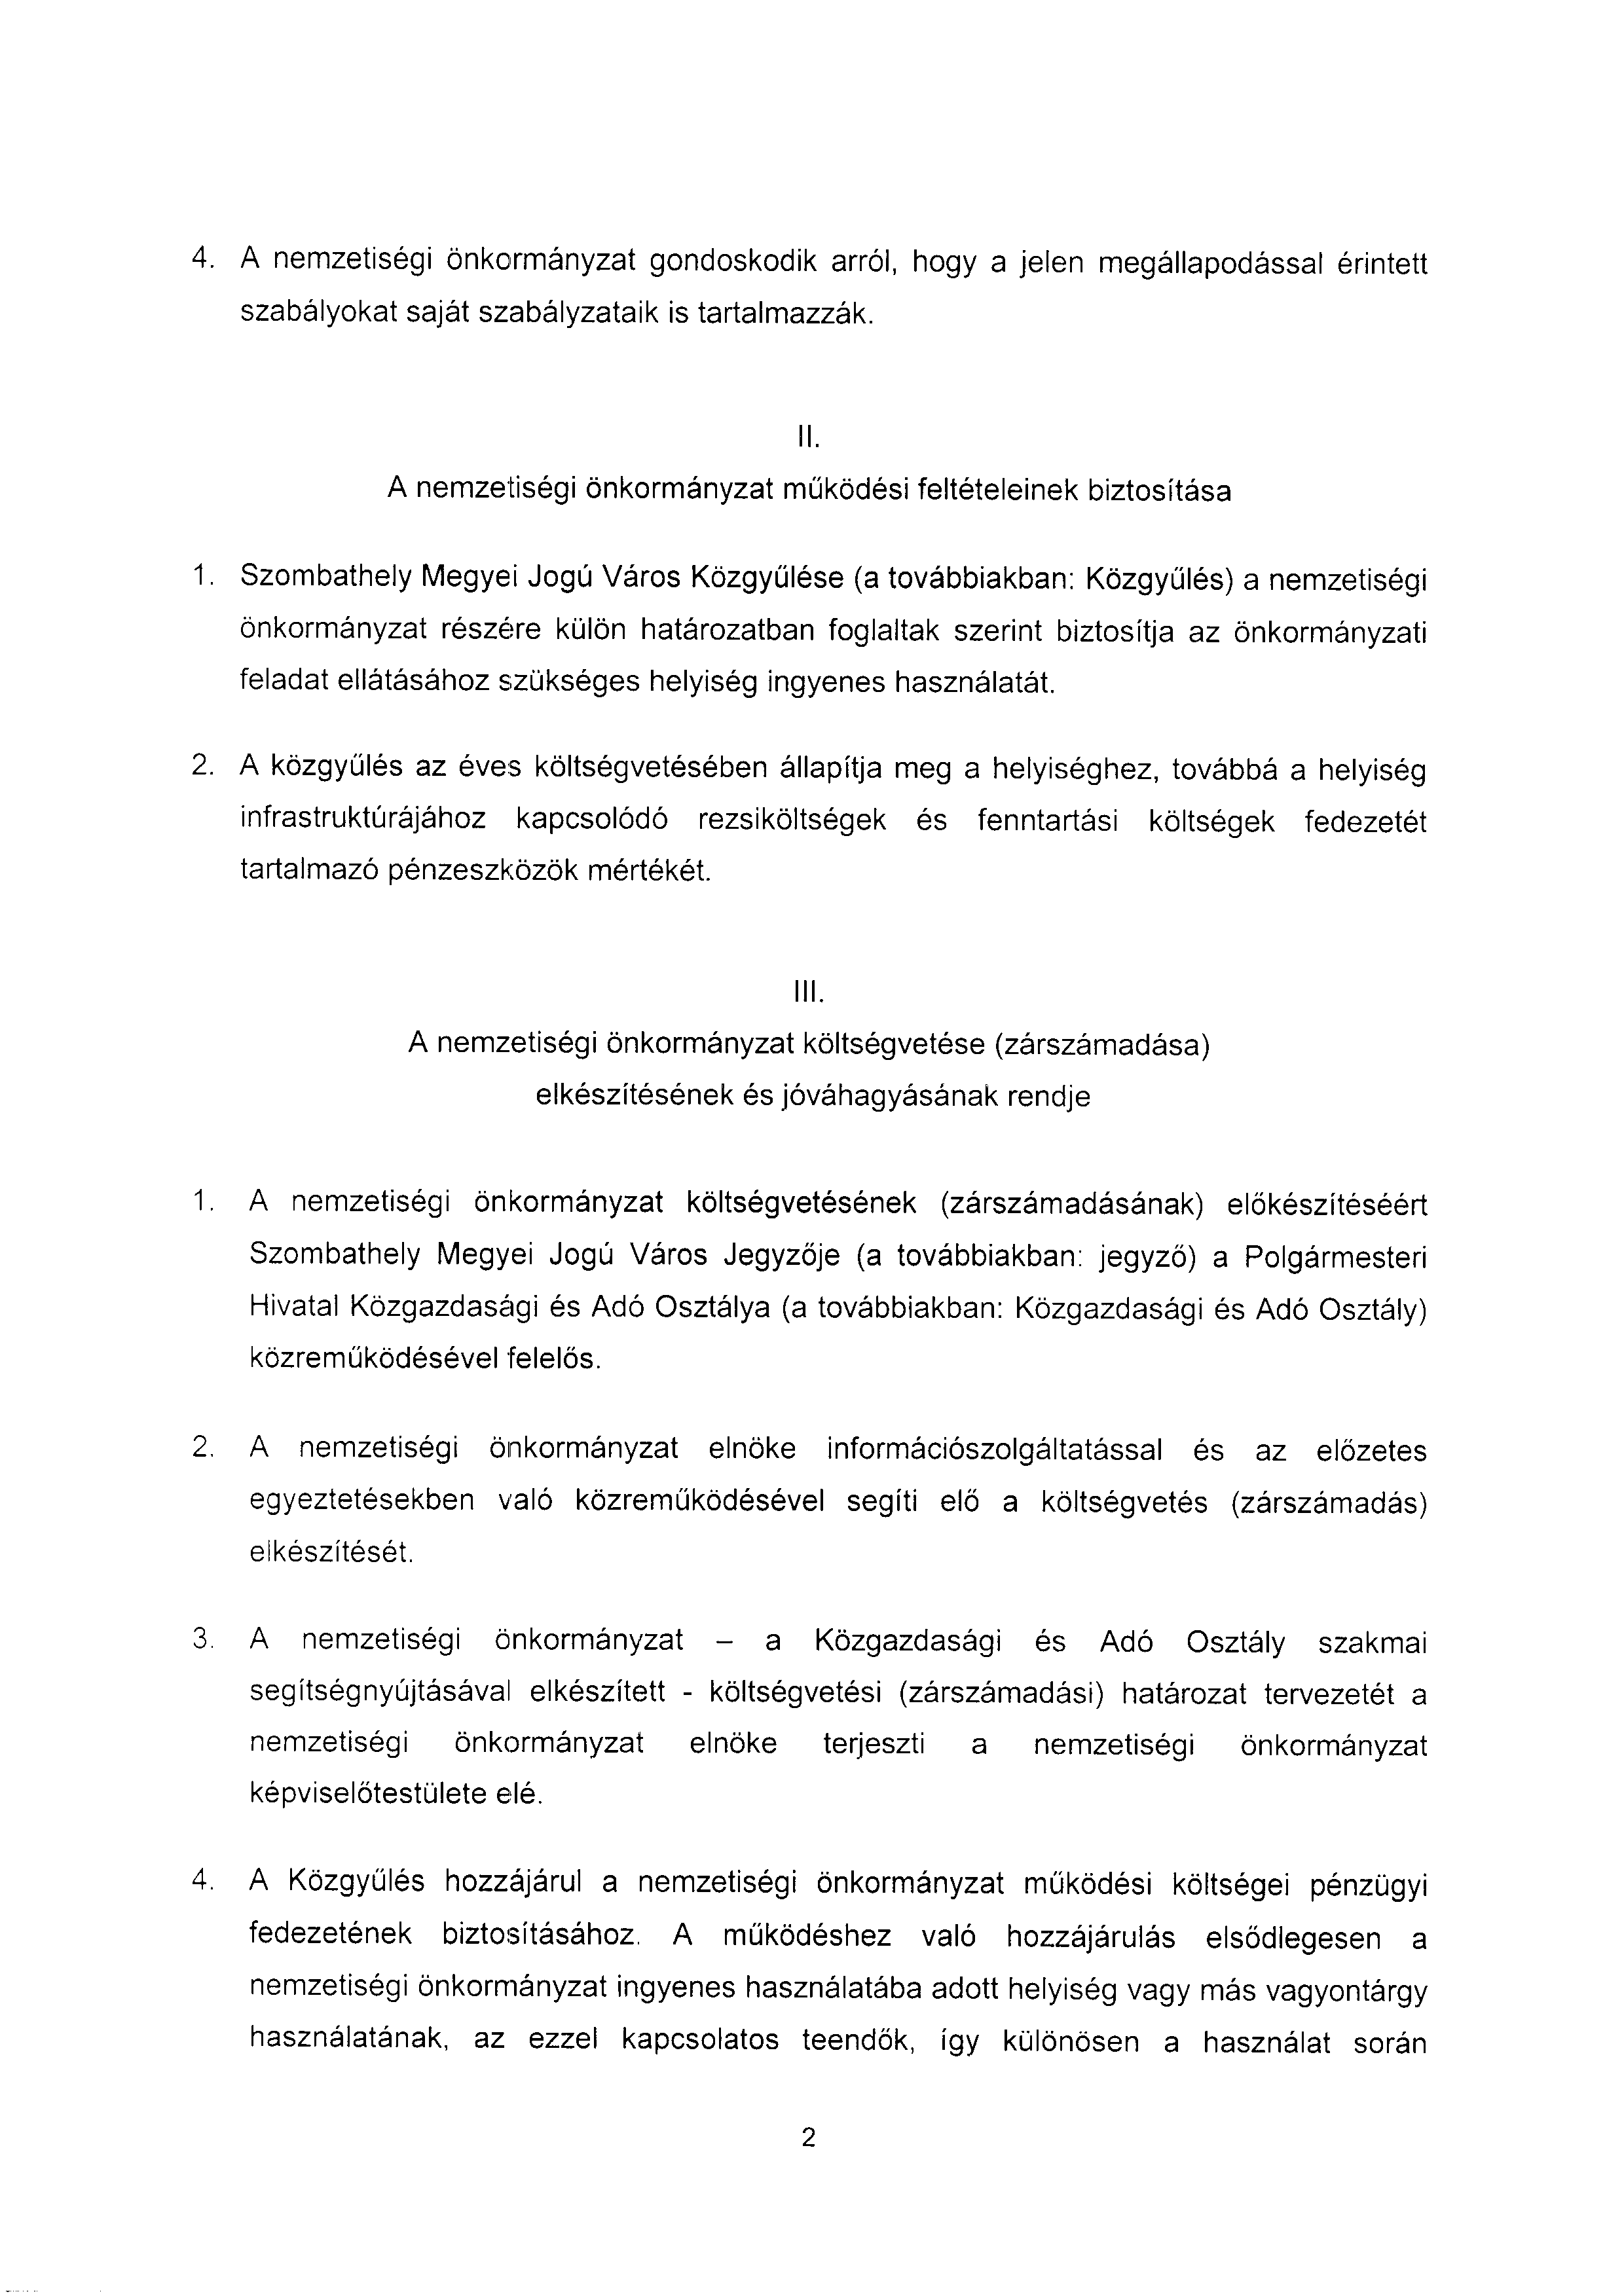 4. A nemzetiségi önkormányzat gondoskodik arról, hogy a jelen megállapodással érintett
szabályokat saját szabályzataik is tartalmazzák.
II.
A nemzetiségi önkormányzat működési feltételeinek biztosítása
1. Szombathely Megyei Jogú Város Közgyűlése (a továbbiakban: Közgyűlés) a nemzetiségi
önkormányzat részére külön határozatban foglaltak szerint biztosítja az önkormányzati
feladat ellátásához szükséges helyiség ingyenes használatát.
2. A közgyűlés az éves költségvetésében állapítja meg a helyiséghez, továbbá a helyiség
infrastruktúrájához kapcsolódó rezsiköltségek és fenntartási költségek fedezetét
tartalmazó pénzeszközök mértékét.
III.
A nemzetiségi önkormányzat költségvetése (zárszámadása)
elkészítésének és jóváhagyásának rendje
1. A nemzetiségi önkormányzat költségvetésének (zárszámadásának) előkészítéséért
Szombathely Megyei Jogú Város Jegyzője (a továbbiakban: jegyző) a Polgármesteri
Hivatal Közgazdasági és Adó Osztálya (a továbbiakban: Közgazdasági és Adó Osztály)
közreműködésével felelős.
2. A nemzetiségi önkormányzat elnöke információszolgáltatással és az előzetes
egyeztetésekben való közreműködésével segíti elő a költségvetés (zárszámadás)
elkészítését.
3. A nemzetiségi önkormányzat – a Közgazdasági és Adó Osztály szakmai
segítségnyújtásával elkészített - költségvetési (zárszámadási) határozat tervezetét a
nemzetiségi önkormányzat elnöke terjeszti a nemzetiségi önkormányzat
képviselőtestülete elé.
4. A Közgyűlés hozzájárul a nemzetiségi önkormányzat működési költségei pénzügyi
fedezetének biztosításához. A működéshez való hozzájárulás elsődlegesen a
nemzetiségi önkormányzat ingyenes használatába adott helyiség vagy más vagyontárgy
használatának, az ezzel kapcsolatos teendők, így különösen a használat során
2